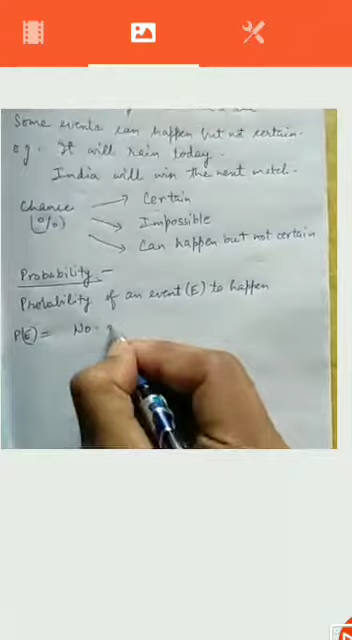 Some events can happen but not certain.
eg. It will rain today.
India will win the next match.
Chance → Certain
(%) → Impossible
→ Can happen but not certain
Probability -
Probability of an event (E) to happen
P(E) = No.